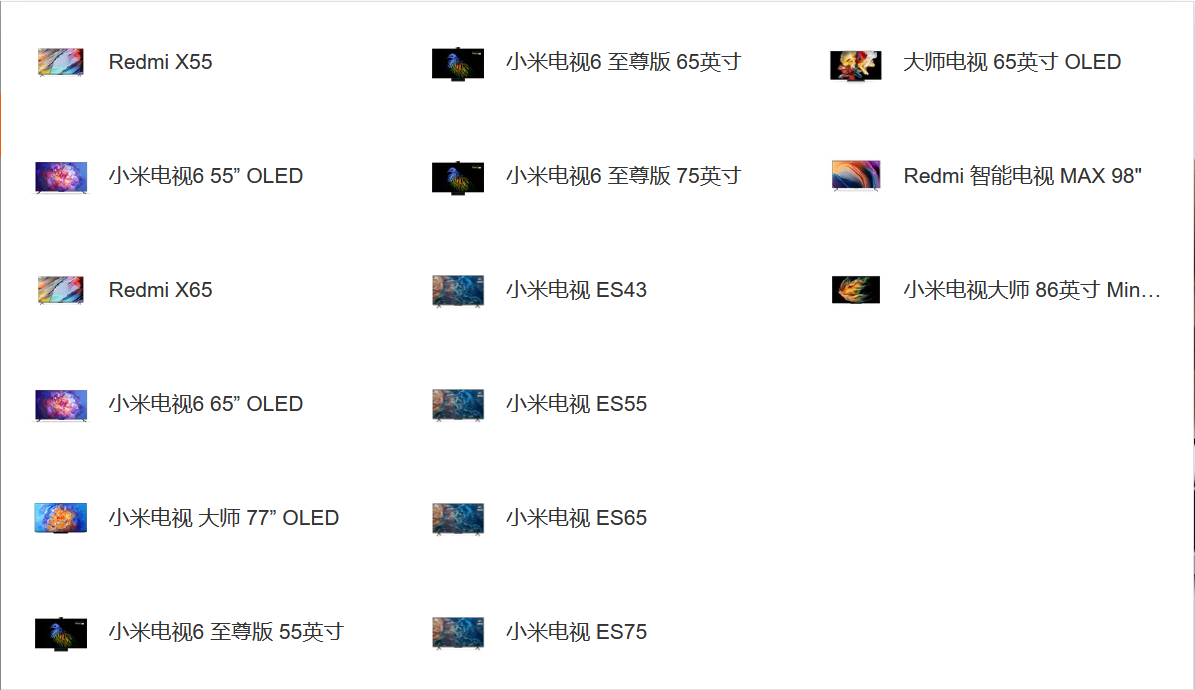 Redmi X55
小米电视6 55” OLED
Redmi X65
小米电视6 65” OLED
小米电视 大师 77” OLED
小米电视6 至尊版 55英寸
小米电视6 至尊版 65英寸
小米电视6 至尊版 75英寸
小米电视 ES43
小米电视 ES55
小米电视 ES65
小米电视 ES75
大师电视 65英寸 OLED
Redmi 智能电视 MAX 98"
小米电视大师 86英寸 Min…